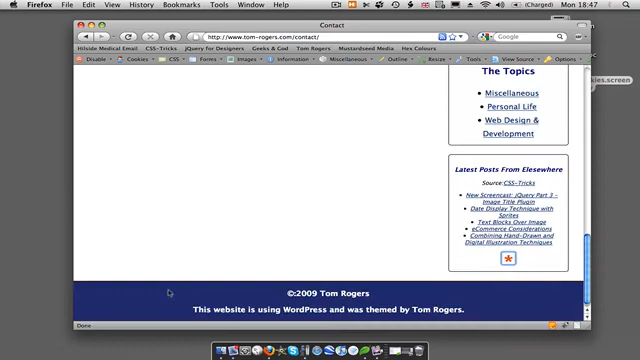 Firefox File Edit View History Bookmarks Tools Window Help (Charged) Mon 18:47
Contact
http://www.tom-rogers.com/contact/ Google
Hillside Medical Email CSS-Tricks jQuery for Designers Geeks & God Tom Rogers Mustardseed Media Hex Colours
Disable Cookies CSS Forms Images Information Miscellaneous Outline Resize Tools View Source Options
kies.screen
The Topics
Miscellaneous
Personal Life
Web Design &
Development
Latest Posts From Elesewhere
Source:CSS-Tricks
New Screencast: jQuery Part 3 -
Image Title Plugin
Date Display Technique with
Sprites
Text Blocks Over Image
eCommerce Considerations
Combining Hand-Drawn and
Digital Illustration Techniques
*
©2009 Tom Rogers
This website is using WordPress and was themed by Tom Rogers.
Done